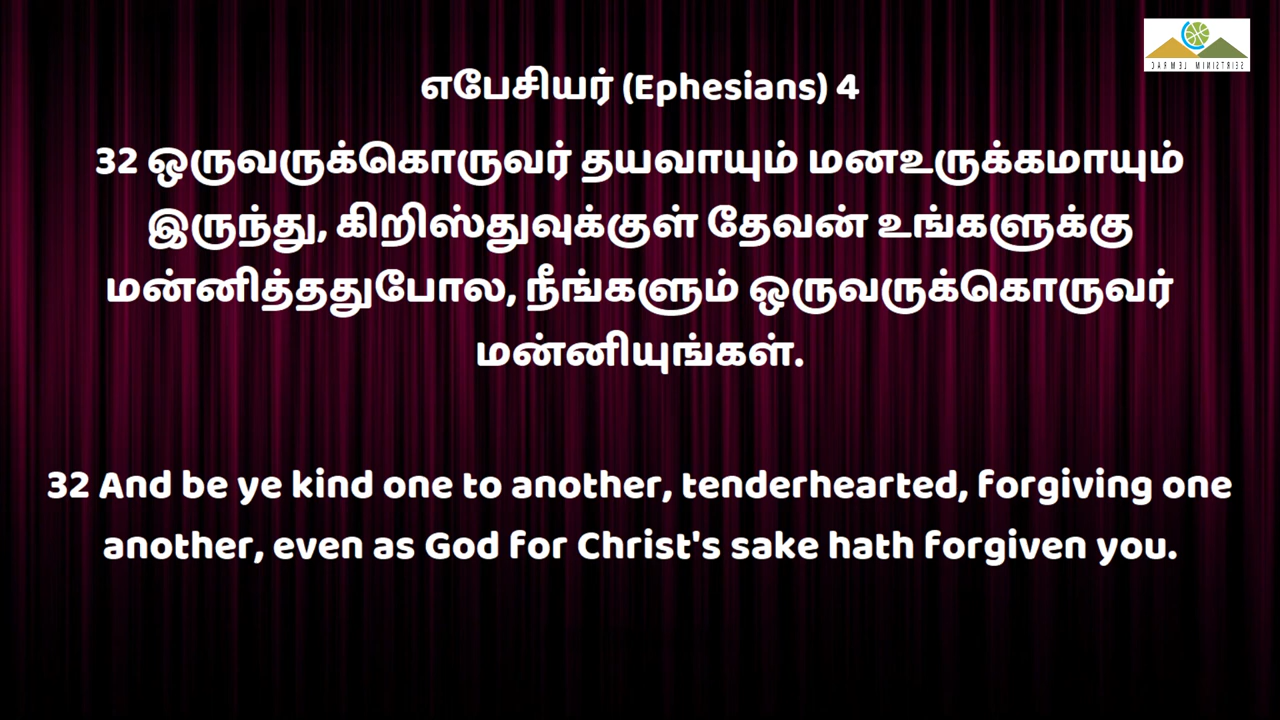 எபேசியர் (Ephesians) 4
32 ஒருவருக்கொருவர் தயவாயும் மனஉருக்கமாயும்
இருந்து, கிறிஸ்துவுக்குள் தேவன் உங்களுக்கு
மன்னித்ததுபோல, நீங்களும் ஒருவருக்கொருவர்
மன்னியுங்கள்.
32 And be ye kind one to another, tenderhearted, forgiving one
another, even as God for Christ's sake hath forgiven you.